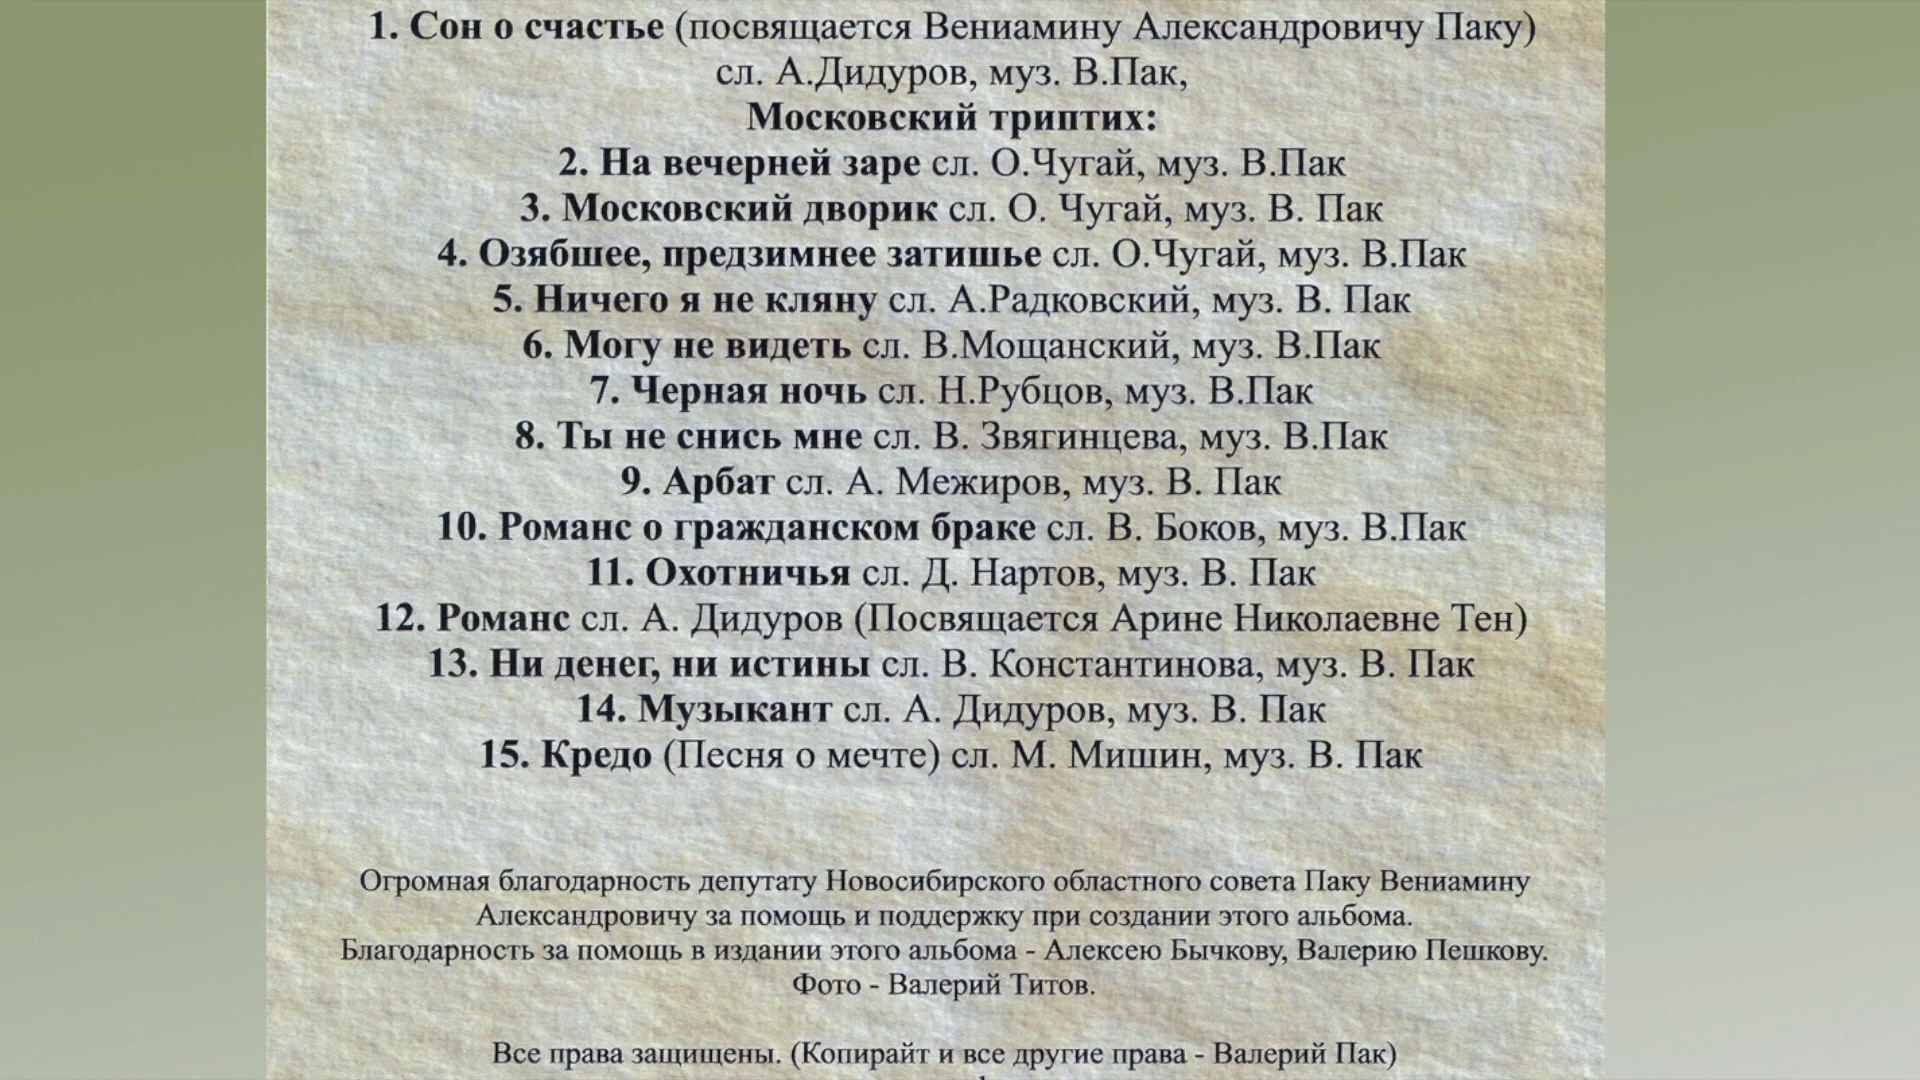 1. Сон о счастье (посвящается Вениамину Александровичу Паку)
сл. А.Дидуров, муз. В.Пак,
Московский триптих:
2. На вечерней заре сл. О.Чугай, муз. В.Пак
3. Московский дворик сл. О. Чугай, муз. В. Пак
4. Озябшее, предзимнее затишье сл. О.Чугай, муз. В.Пак
5. Ничего я не кляну сл. А.Радковский, муз. В. Пак
6. Могу не видеть сл. В.Мощанский, муз. В.Пак
7. Черная ночь сл. Н.Рубцов, муз. В.Пак
8. Ты не снись мне сл. В. Звягинцева, муз. В.Пак
9. Арбат сл. А. Межиров, муз. В. Пак
10. Романс о гражданском браке сл. В. Боков, муз. В.Пак
11. Охотничья сл. Д. Нартов, муз. В. Пак
12. Романс сл. А. Дидуров (Посвящается Арине Николаевне Тен)
13. Ни денег, ни истины сл. В. Константинова, муз. В. Пак
14. Музыкант сл. А. Дидуров, муз. В. Пак
15. Кредо (Песня о мечте) сл. М. Мишин, муз. В. Пак
Огромная благодарность депутату Новосибирского областного совета Паку Вениамину
Александровичу за помощь и поддержку при создании этого альбома.
Благодарность за помощь в издании этого альбома - Алексею Бычкову, Валерию Пешкову.
Фото - Валерий Титов.
Все права защищены. (Копирайт и все другие права - Валерий Пак)